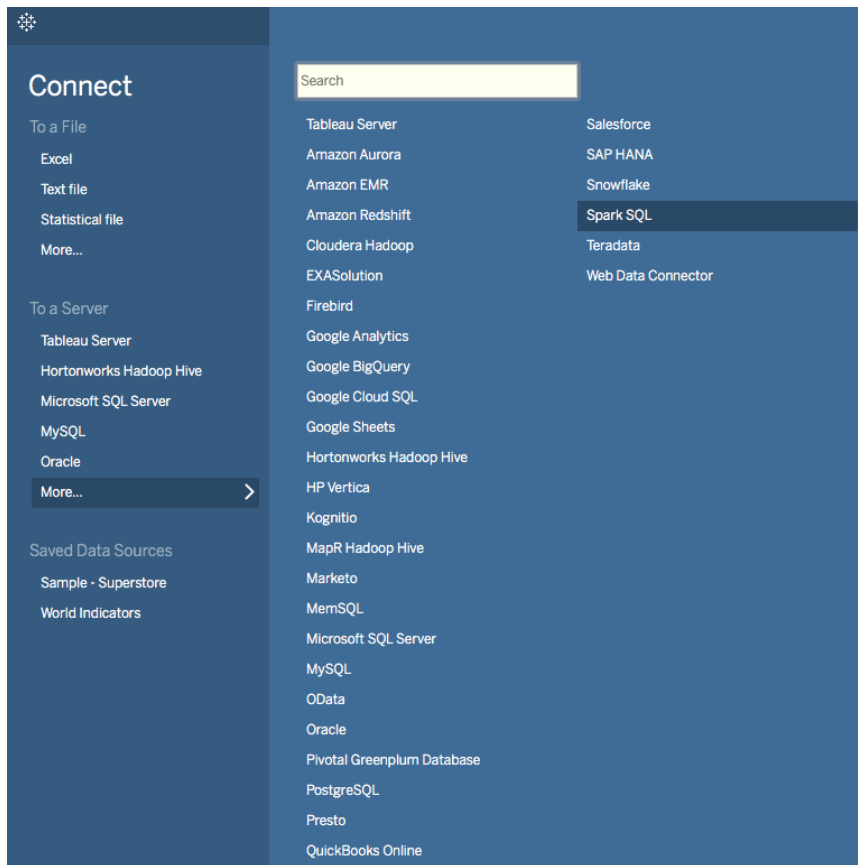 Connect
To a File
Excel
Text file
Statistical file
More...
To a Server
Tableau Server
Hortonworks Hadoop Hive
Microsoft SQL Server
MySQL
Oracle
More...
Saved Data Sources
Sample - Superstore
World Indicators
Search
Tableau Server
Amazon Aurora
Amazon EMR
Amazon Redshift
Cloudera Hadoop
EXASolution
Firebird
Google Analytics
Google BigQuery
Google Cloud SQL
Google Sheets
Hortonworks Hadoop Hive
HP Vertica
Kognitio
MapR Hadoop Hive
Marketo
MemSQL
Microsoft SQL Server
MySQL
OData
Oracle
Pivotal Greenplum Database
PostgreSQL
Presto
QuickBooks Online
Salesforce
SAP HANA
Snowflake
Spark SQL
Teradata
Web Data Connector